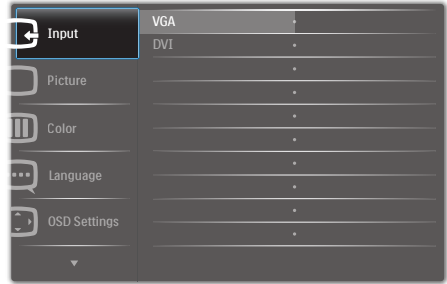 Input
VGA
DVI
Picture
Color
Language
OSD Settings